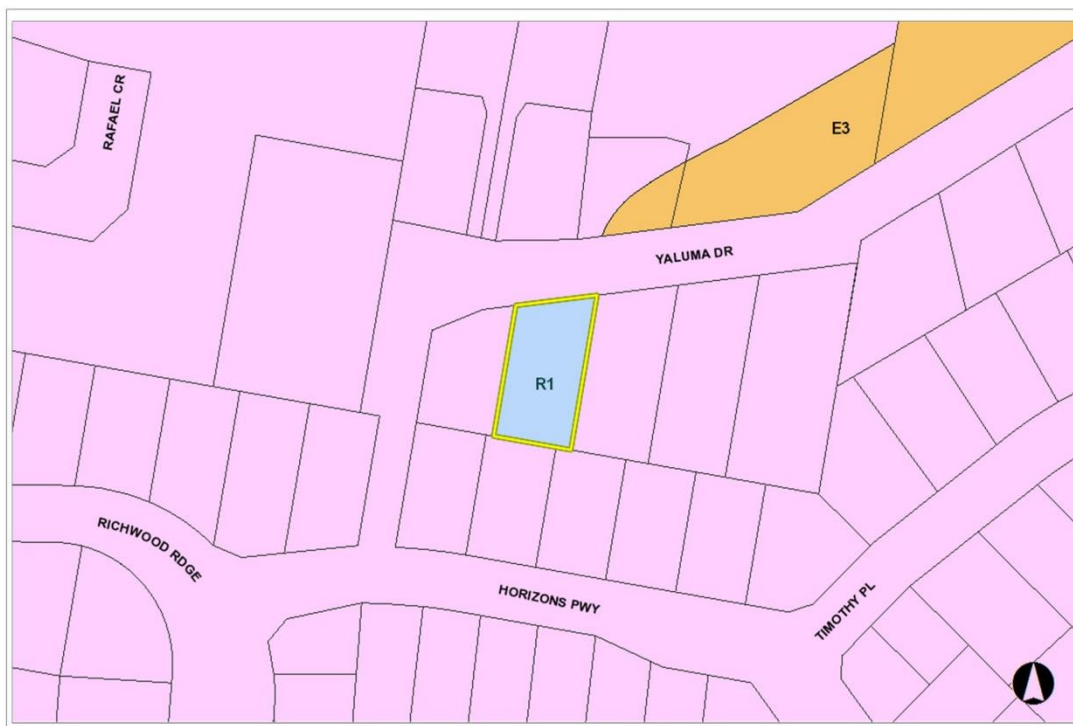 RAFAEL CR
E3
YALUMA DR
R1
RICHWOOD RDGE
HORIZONS PWY
TIMOTHY PL